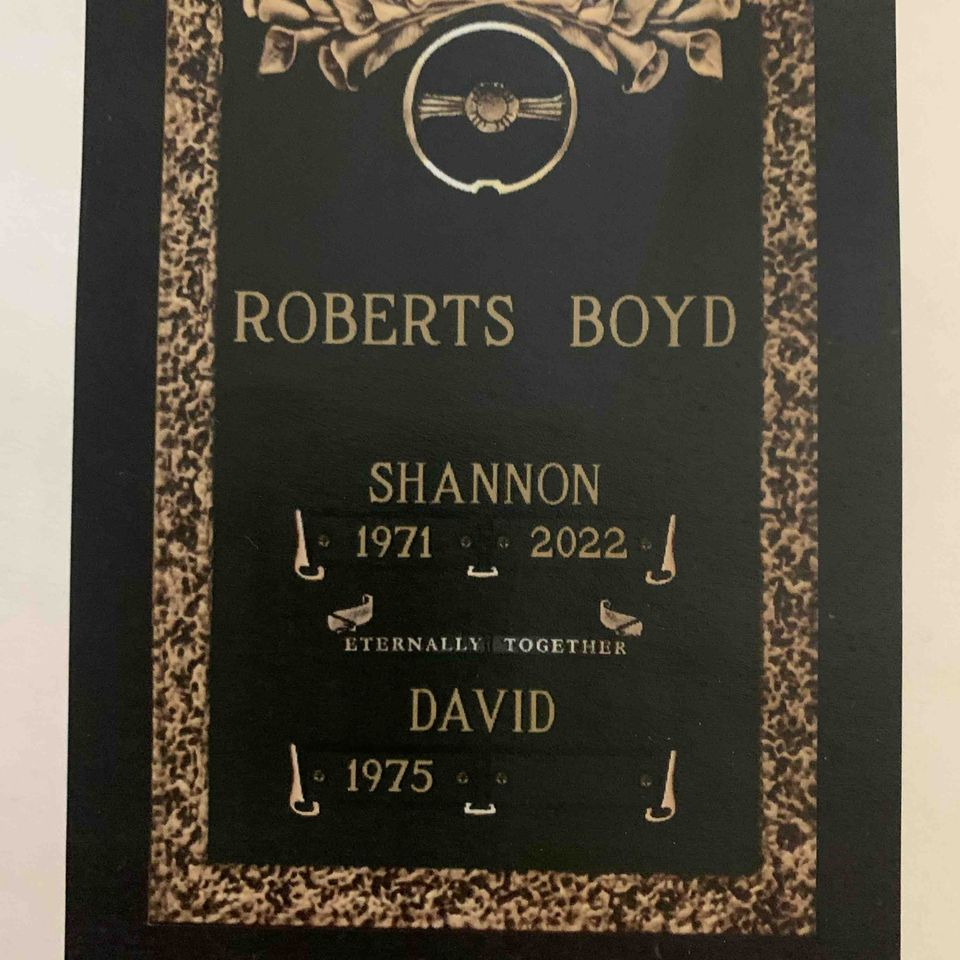 ROBERTS BOYD
SHANNON
1971 2022
ETERNALLY TOGETHER
DAVID
1975